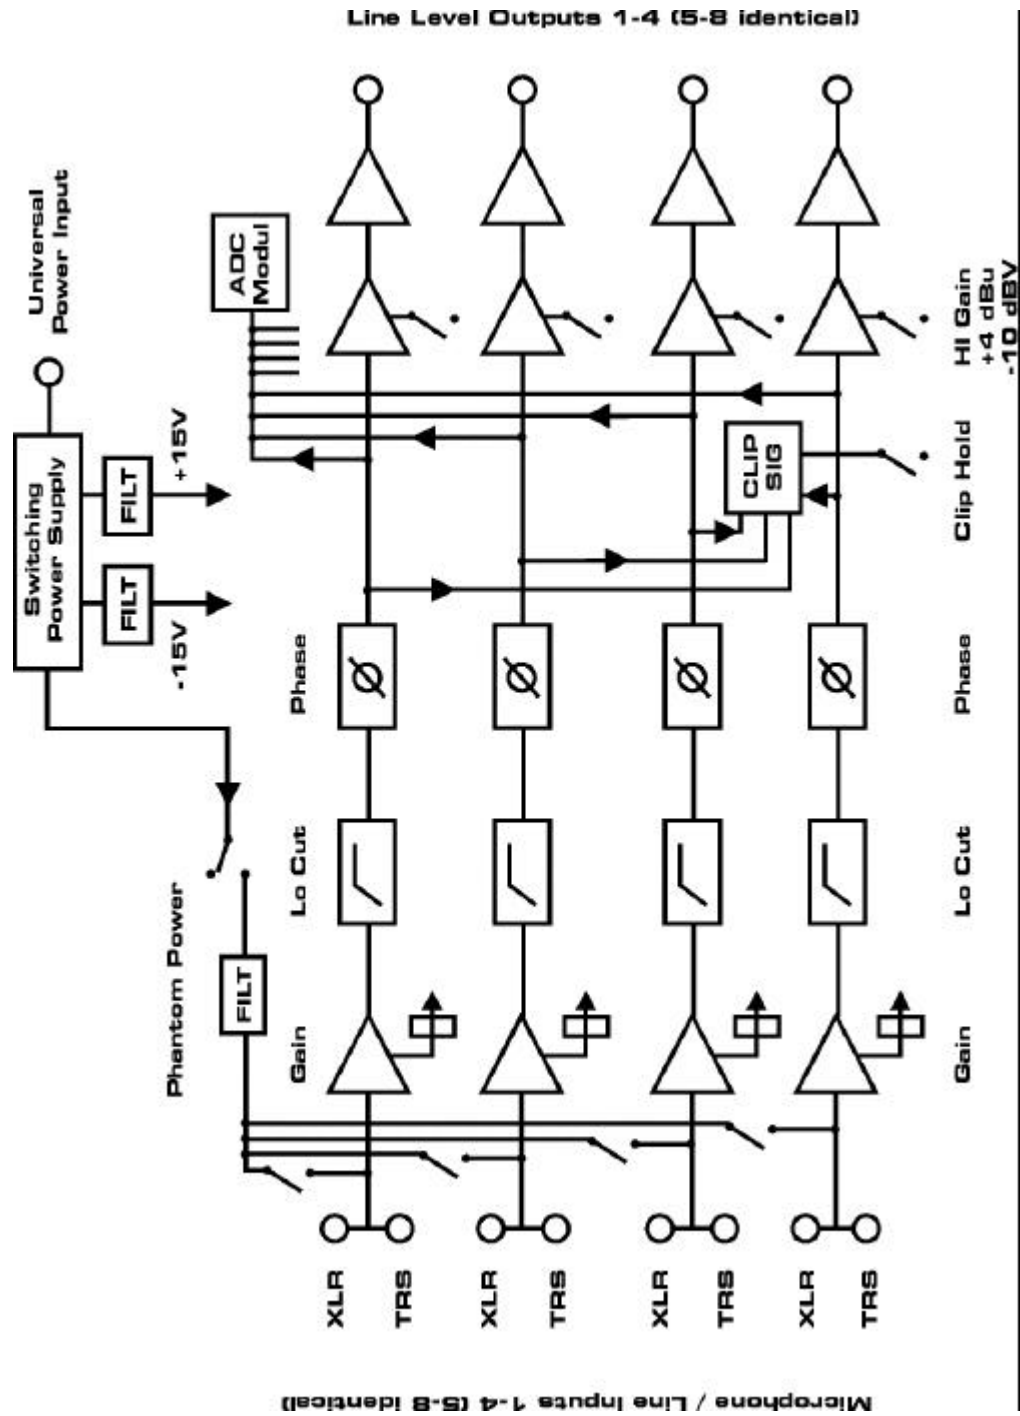 Line Level Outputs 1-4 (5-8 identical)
Universal
Power Input
ADC
Modul
HI Gain
+4 dBu
-10 dBV
Switching
Power Supply
FILT
+15V
FILT
-15V
CLIP
SIG
Clip Hold
Phase
Phase
Phantom Power
FILT
Lo Cut
Lo Cut
Gain
Gain
XLR
TRS
XLR
TRS
XLR
TRS
XLR
TRS
Microphone / Line Inputs 1-4 (5-8 identical)